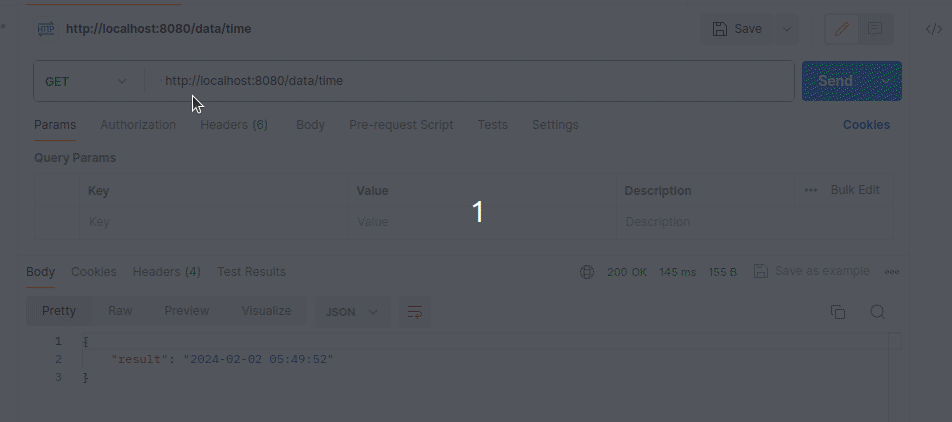 HTTP http://localhost:8080/data/time Save
GET http://localhost:8080/data/time Send
Params Authorization Headers (6) Body Pre-request Script Tests Settings Cookies
Query Params
Key Value Description ••• Bulk Edit
Key Value Description
1
Body Cookies Headers (4) Test Results 200 OK 145 ms 155 B Save as example •••
Pretty Raw Preview Visualize JSON
1 {
2 "result": "2024-02-02 05:49:52"
3 }